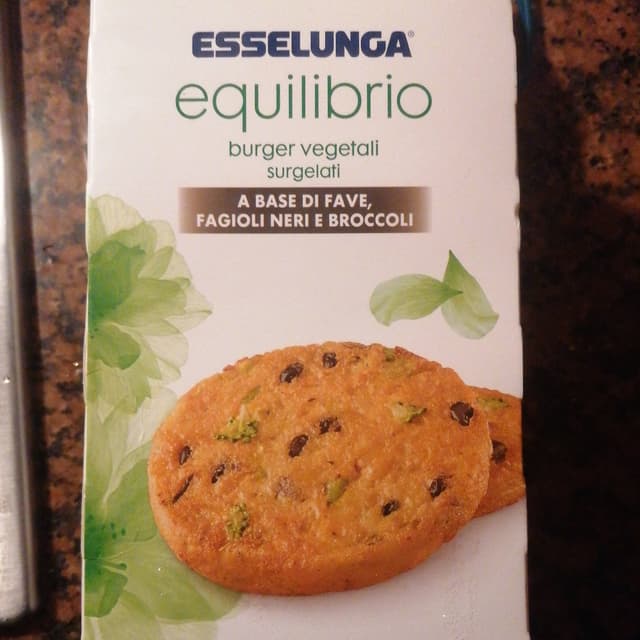 ESSELUNGA®
equilibrio
burger vegetali
surgelati
A BASE DI FAVE,
FAGIOLI NERI E BROCCOLI